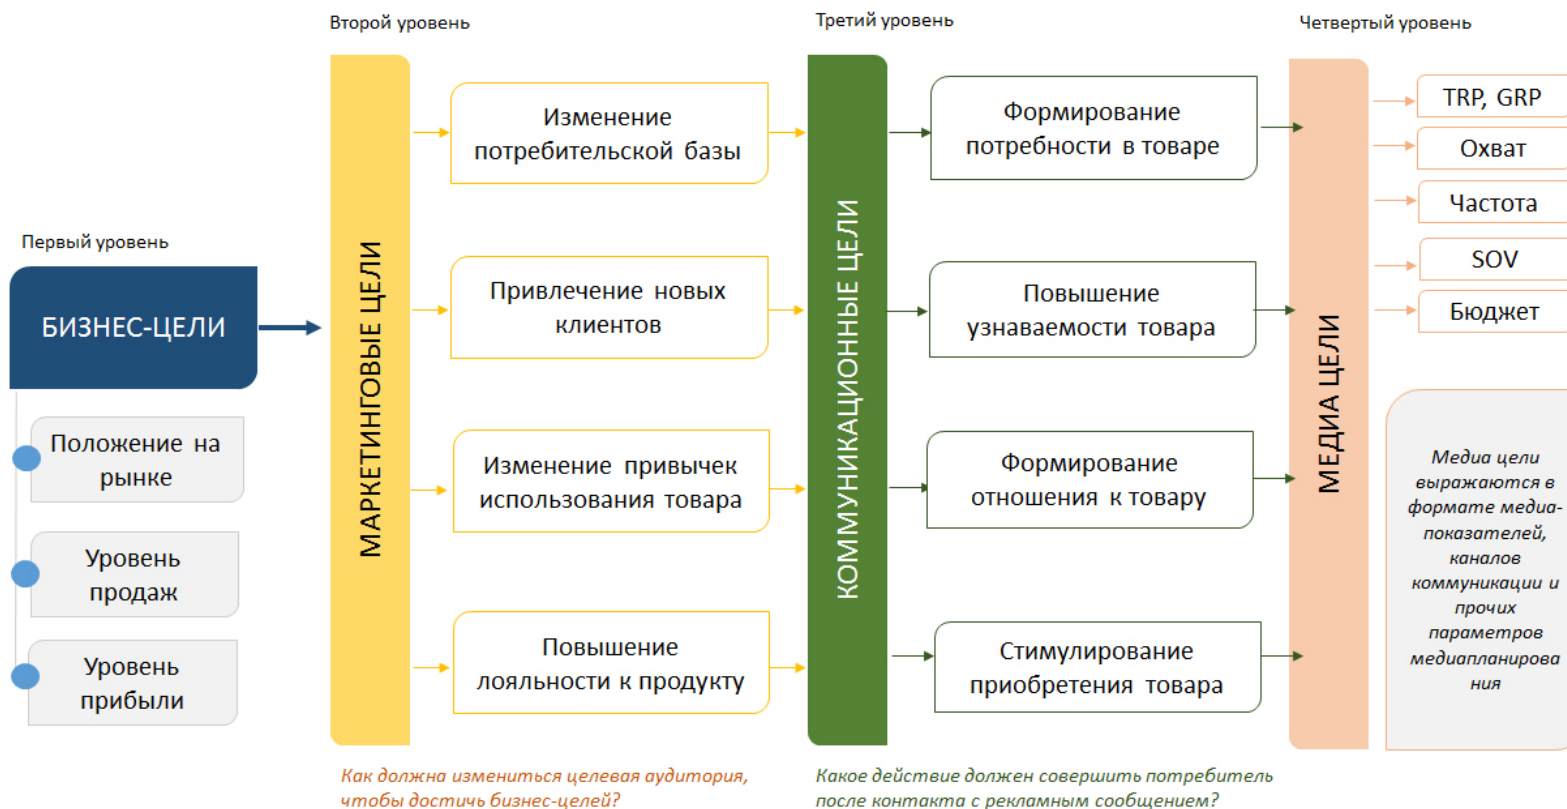 Первый уровень
БИЗНЕС-ЦЕЛИ
Положение на
рынке
Уровень
продаж
Уровень
прибыли
Второй уровень
МАРКЕТИНГОВЫЕ ЦЕЛИ
Изменение
потребительской базы
Привлечение новых
клиентов
Изменение привычек
использования товара
Повышение
лояльности к продукту
Как должна измениться целевая аудитория,
чтобы достичь бизнес-целей?
Третий уровень
КОММУНИКАЦИОННЫЕ ЦЕЛИ
Формирование
потребности в товаре
Повышение
узнаваемости товара
Формирование
отношения к товару
Стимулирование
приобретения товара
Какое действие должен совершить потребитель
после контакта с рекламным сообщением?
Четвертый уровень
МЕДИА ЦЕЛИ
TRP, GRP
Охват
Частота
SOV
Бюджет
Медиа цели
выражаются в
формате медиа-
показателей,
каналов
коммуникации и
прочих
параметров
медиапланирова
ния